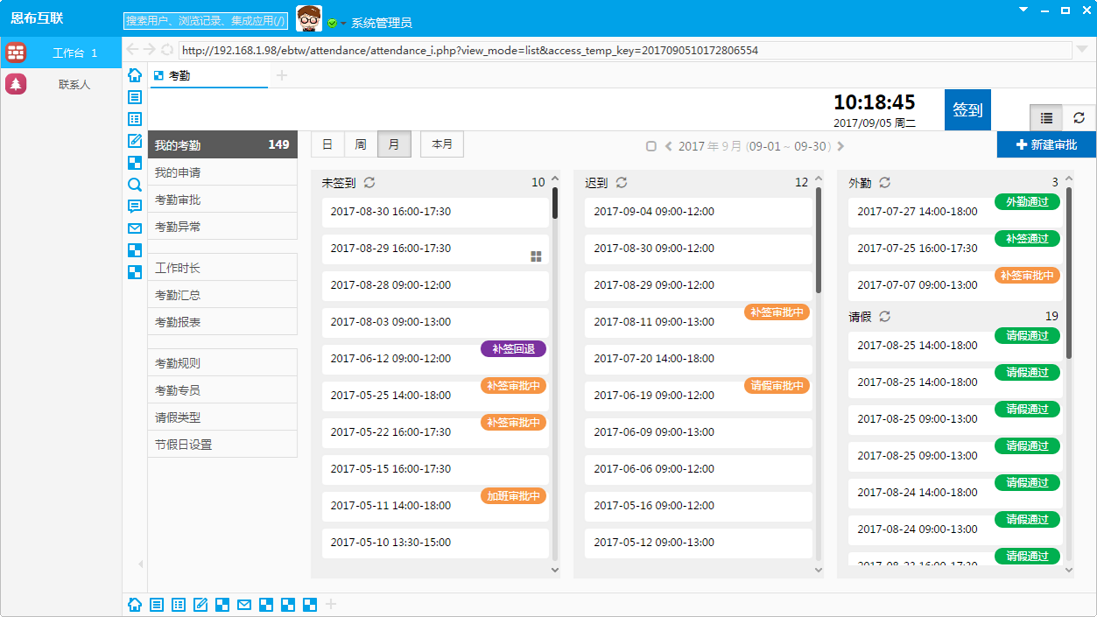 恩布互联
搜索用户、浏览记录、集成应用(/)
系统管理员
工作台 1
联系人
http://192.168.1.98/ebtw/attendance/attendance_i.php?view_mode=list&access_temp_key=2017090510172806554
考勤
10:18:45
2017/09/05 周二
签到
我的考勤 149
我的申请
考勤审批
考勤异常
工作时长
考勤汇总
考勤报表
考勤规则
考勤专员
请假类型
节假日设置
日 周 月 本月
2017 年 9 月 (09-01 ~ 09-30)
新建审批
未签到 10
2017-08-30 16:00-17:30
2017-08-29 16:00-17:30
2017-08-28 09:00-12:00
2017-08-03 09:00-13:00
补签回退
2017-06-12 09:00-12:00
补签审批中
2017-05-25 14:00-18:00
补签审批中
2017-05-22 16:00-17:30
2017-05-15 16:00-17:30
加班审批中
2017-05-11 14:00-18:00
2017-05-10 13:30-15:00
迟到 12
2017-09-04 09:00-12:00
2017-08-30 09:00-12:00
2017-08-29 09:00-12:00
补签审批中
2017-08-11 09:00-13:00
2017-07-20 14:00-18:00
请假审批中
2017-06-19 09:00-12:00
2017-06-09 09:00-13:00
2017-06-06 09:00-12:00
2017-05-16 09:00-12:00
2017-05-12 09:00-13:00
外勤 3
外勤通过
2017-07-27 14:00-18:00
补签通过
2017-07-25 16:00-17:30
补签审批中
2017-07-07 09:00-13:00
请假 19
请假通过
2017-08-25 14:00-18:00
请假通过
2017-08-25 14:00-18:00
请假通过
2017-08-25 09:00-13:00
请假通过
2017-08-25 09:00-13:00
请假通过
2017-08-24 14:00-18:00
请假通过
2017-08-24 09:00-13:00
请假通过